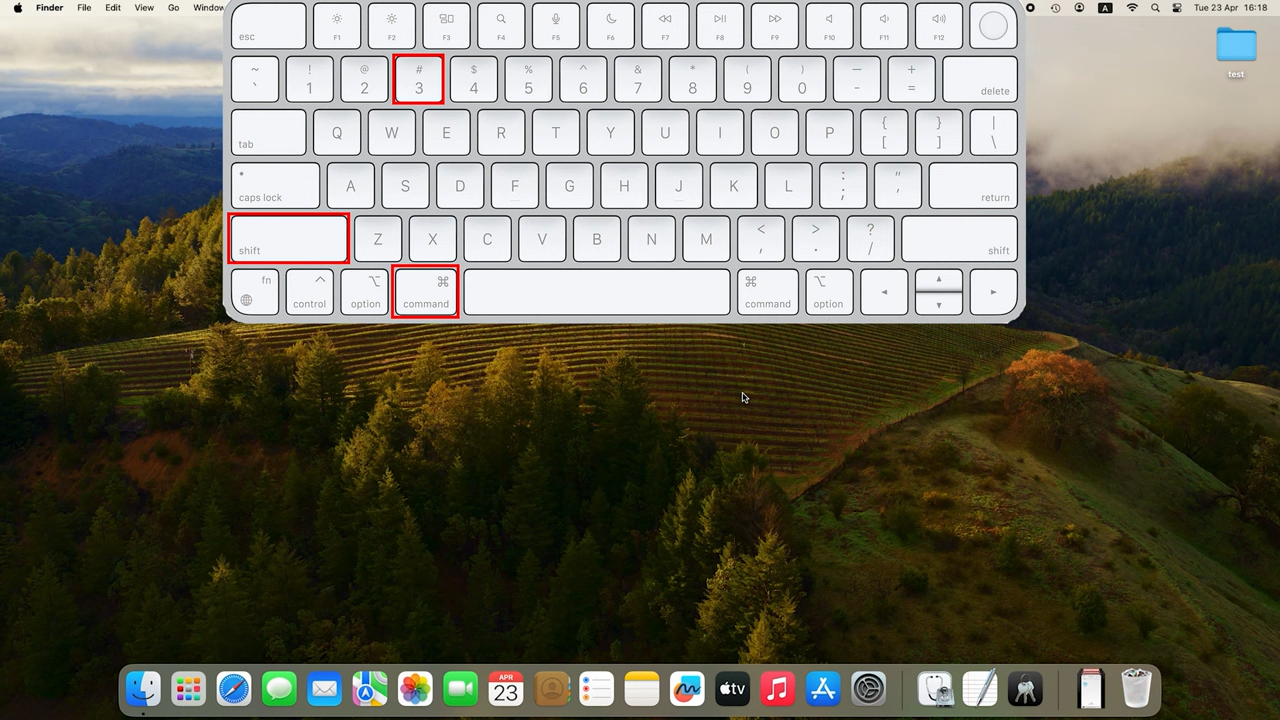 Finder File Edit View Go Window
A Tue 23 Apr 16:18
test
esc F1 F2 F3 F4 F5 F6 F7 F8 F9 F10 F11 F12
~ ! @ # $ % ^ & * ( ) — +
` 1 2 3 4 5 6 7 8 9 0 - = delete
{ } |
tab Q W E R T Y U I O P [ ] \
: "
caps lock A S D F G H J K L ; ' return
< > ?
shift Z X C V B N M , . / shift
fn ^ ⌥ ⌘ ⌘ ⌥
control option command command option
APR
23
tv